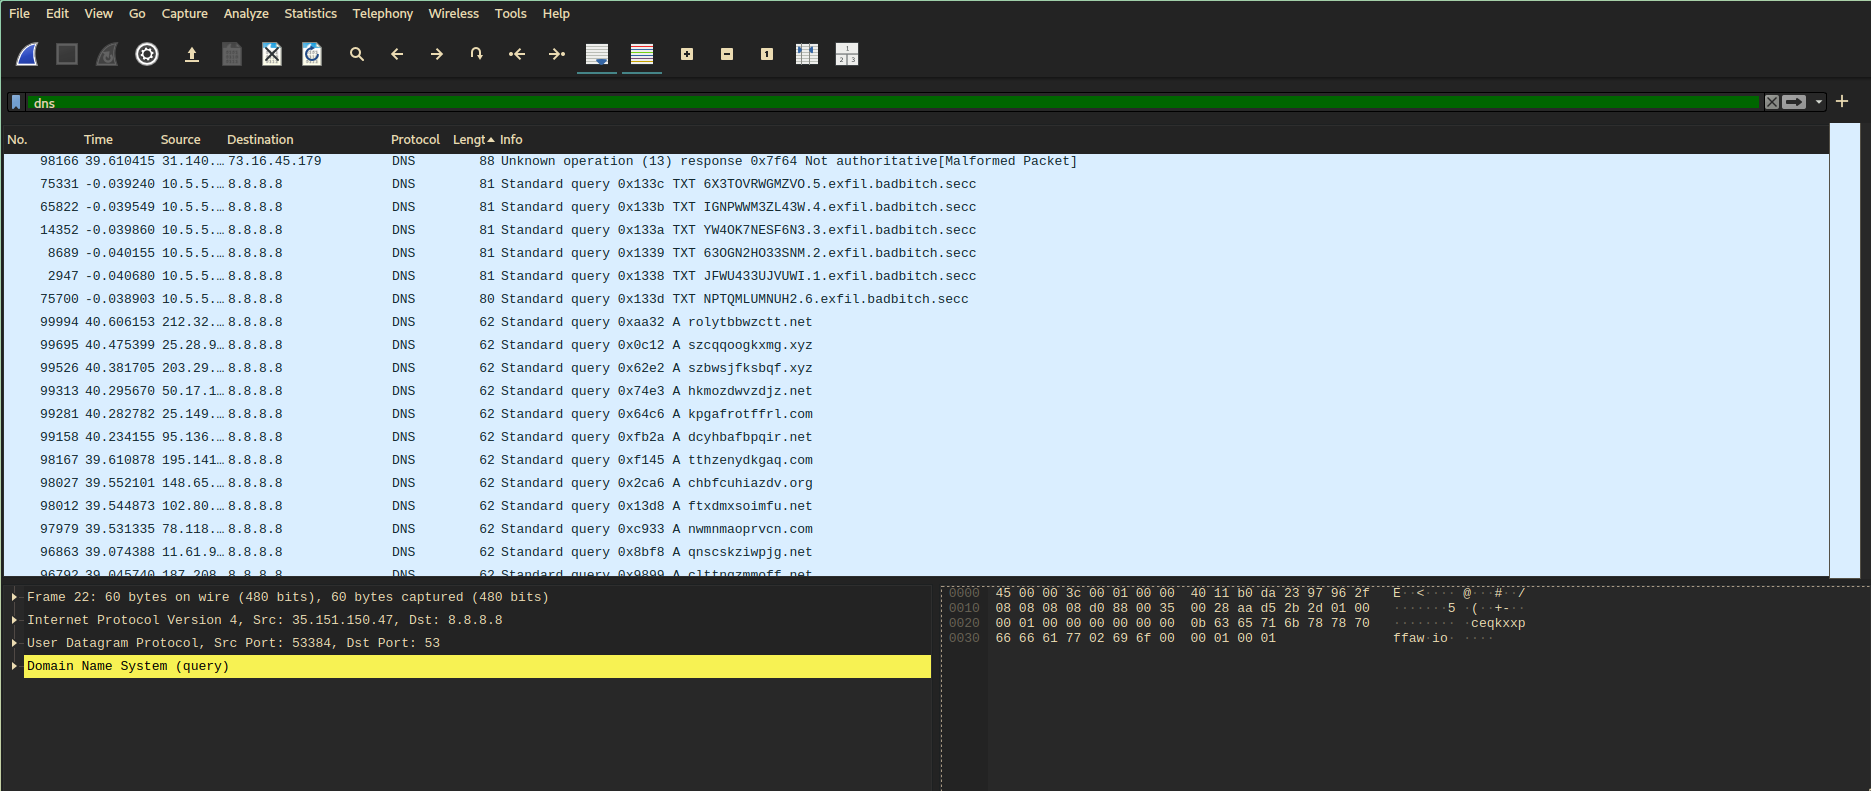 File Edit View Go Capture Analyze Statistics Telephony Wireless Tools Help
dns
No. Time Source Destination Protocol Lengt Info
98166 39.610415 31.140.… 73.16.45.179 DNS 88 Unknown operation (13) response 0x7f64 Not authoritative[Malformed Packet]
75331 -0.039240 10.5.5.… 8.8.8.8 DNS 81 Standard query 0x133c TXT 6X3TOVRWGMZVO.5.exfil.badbitch.secc
65822 -0.039549 10.5.5.… 8.8.8.8 DNS 81 Standard query 0x133b TXT IGNPWWM3ZL43W.4.exfil.badbitch.secc
14352 -0.039860 10.5.5.… 8.8.8.8 DNS 81 Standard query 0x133a TXT YW4OK7NESF6N3.3.exfil.badbitch.secc
8689 -0.040155 10.5.5.… 8.8.8.8 DNS 81 Standard query 0x1339 TXT 63OGN2HO33SNM.2.exfil.badbitch.secc
2947 -0.040680 10.5.5.… 8.8.8.8 DNS 81 Standard query 0x1338 TXT JFWU433UJVUWI.1.exfil.badbitch.secc
75700 -0.038903 10.5.5.… 8.8.8.8 DNS 80 Standard query 0x133d TXT NPTQMLUMNUH2.6.exfil.badbitch.secc
99994 40.606153 212.32.… 8.8.8.8 DNS 62 Standard query 0xaa32 A rolytbbwzctt.net
99695 40.475399 25.28.9… 8.8.8.8 DNS 62 Standard query 0x0c12 A szcqqoogkxmg.xyz
99526 40.381705 203.29.… 8.8.8.8 DNS 62 Standard query 0x62e2 A szbwsjfksbqf.xyz
99313 40.295670 50.17.1… 8.8.8.8 DNS 62 Standard query 0x74e3 A hkmozdwvzdjz.net
99281 40.282782 25.149.… 8.8.8.8 DNS 62 Standard query 0x64c6 A kpgafrotffrl.com
99158 40.234155 95.136.… 8.8.8.8 DNS 62 Standard query 0xfb2a A dcyhbafbpqir.net
98167 39.610878 195.141… 8.8.8.8 DNS 62 Standard query 0xf145 A tthzenydkgaq.com
98027 39.552101 148.65.… 8.8.8.8 DNS 62 Standard query 0x2ca6 A chbfcuhiazdv.org
98012 39.544873 102.80.… 8.8.8.8 DNS 62 Standard query 0x13d8 A ftxdmxsoimfu.net
97979 39.531335 78.118.… 8.8.8.8 DNS 62 Standard query 0xc933 A nwmnmaoprvcn.com
96863 39.074388 11.61.9… 8.8.8.8 DNS 62 Standard query 0x8bf8 A qnscskziwpjg.net
96792 39.045740 187.208… 8.8.8.8 DNS 62 Standard query 0x9899 A
Frame 22: 60 bytes on wire (480 bits), 60 bytes captured (480 bits)
Internet Protocol Version 4, Src: 35.151.150.47, Dst: 8.8.8.8
User Datagram Protocol, Src Port: 53384, Dst Port: 53
Domain Name System (query)
0000 45 00 00 3c 00 01 00 00 40 11 b0 da 23 97 96 2f E··<···· @···#··/
0010 08 08 08 08 d0 88 00 35 00 28 aa d5 2b 2d 01 00 ·······5 ·(··+-··
0020 00 01 00 00 00 00 00 00 0b 63 65 71 6b 78 78 70 ········ ·ceqkxxp
0030 66 66 61 77 02 69 6f 00 00 01 00 01 ffaw·io· ····